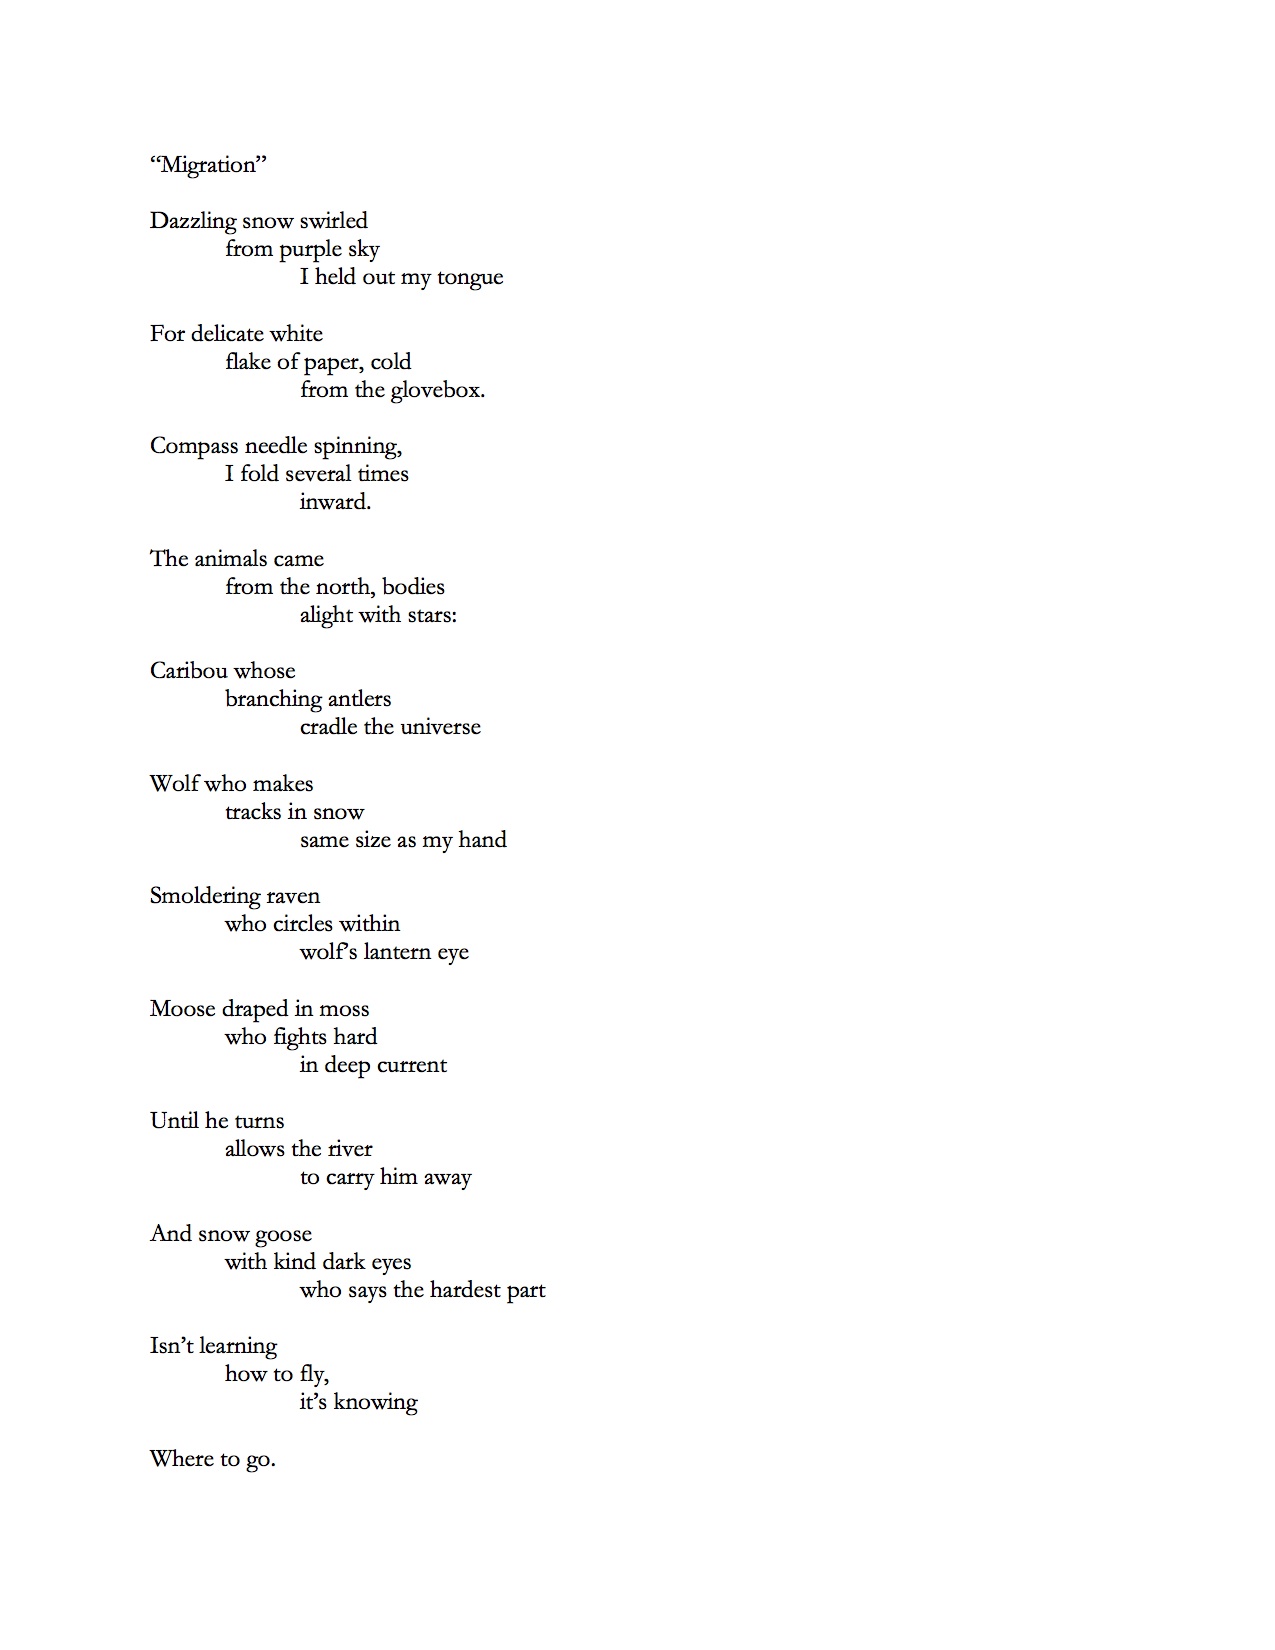 “Migration”
Dazzling snow swirled
from purple sky
I held out my tongue
For delicate white
flake of paper, cold
from the glovebox.
Compass needle spinning,
I fold several times
inward.
The animals came
from the north, bodies
alight with stars:
Caribou whose
branching antlers
cradle the universe
Wolf who makes
tracks in snow
same size as my hand
Smoldering raven
who circles within
wolf’s lantern eye
Moose draped in moss
who fights hard
in deep current
Until he turns
allows the river
to carry him away
And snow goose
with kind dark eyes
who says the hardest part
Isn’t learning
how to fly,
it’s knowing
Where to go.